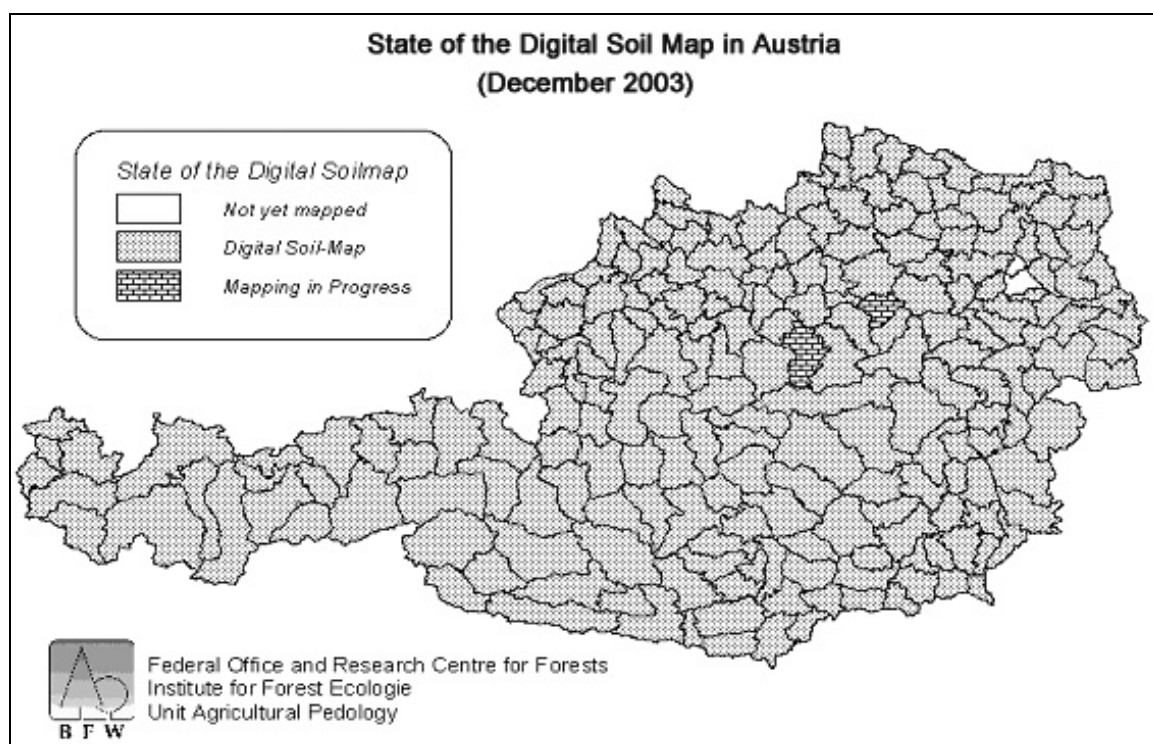 State of the Digital Soil Map in Austria
(December 2003)
State of the Digital Soilmap
Not yet mapped
Digital Soil-Map
Mapping in Progress
Federal Office and Research Centre for Forests
Institute for Forest Ecologie
Unit Agricultural Pedology
B F W